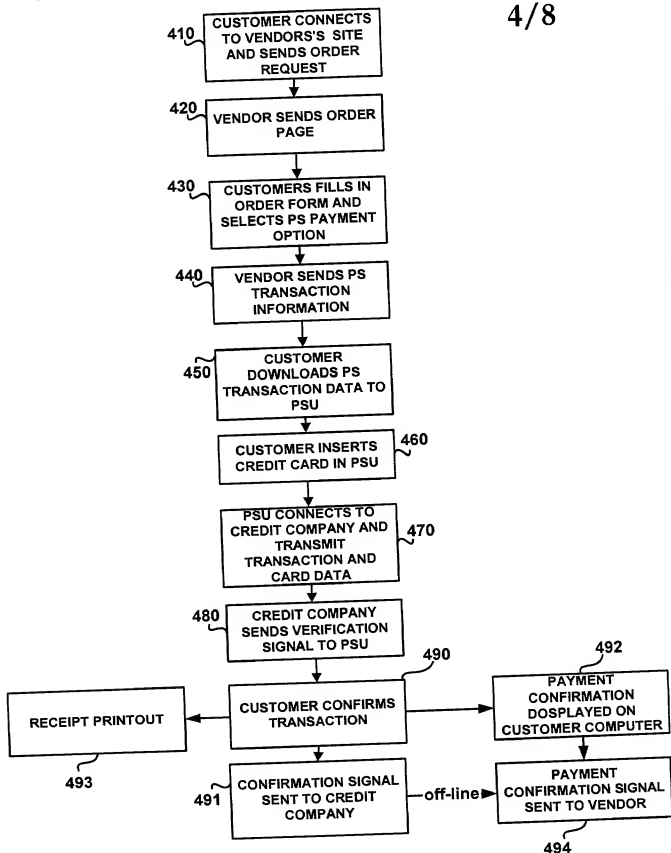 4/8
410
CUSTOMER CONNECTS
TO VENDORS'S SITE
AND SENDS ORDER
REQUEST
420
VENDOR SENDS ORDER
PAGE
430
CUSTOMERS FILLS IN
ORDER FORM AND
SELECTS PS PAYMENT
OPTION
440
VENDOR SENDS PS
TRANSACTION
INFORMATION
450
CUSTOMER
DOWNLOADS PS
TRANSACTION DATA TO
PSU
460
CUSTOMER INSERTS
CREDIT CARD IN PSU
PSU CONNECTS TO
CREDIT COMPANY AND
TRANSMIT
TRANSACTION AND
CARD DATA
470
480
CREDIT COMPANY
SENDS VERIFICATION
SIGNAL TO PSU
490
CUSTOMER CONFIRMS
TRANSACTION
492
PAYMENT
CONFIRMATION
DOSPLAYED ON
CUSTOMER COMPUTER
RECEIPT PRINTOUT
493
491
CONFIRMATION SIGNAL
SENT TO CREDIT
COMPANY
off-line
PAYMENT
CONFIRMATION SIGNAL
SENT TO VENDOR
494